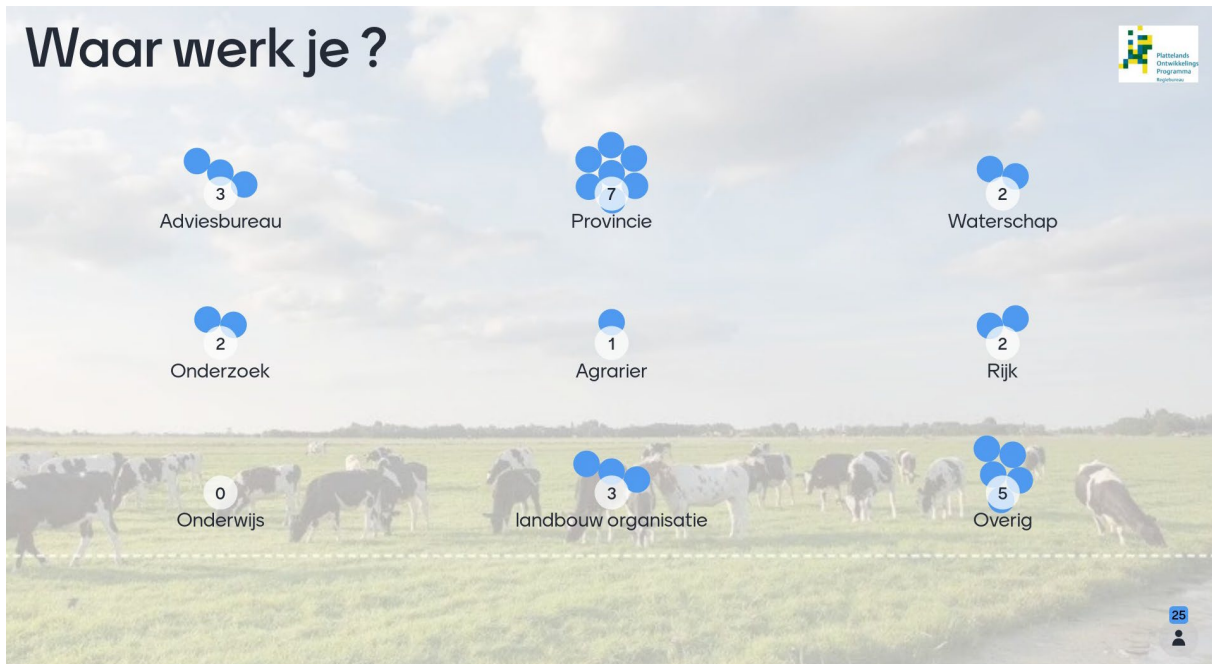 Waar werk je ?
Plattelands
Ontwikkelings
Programma
Regiebureau
3
Adviesbureau
7
Provincie
2
Waterschap
2
Onderzoek
1
Agrarier
2
Rijk
0
Onderwijs
3
landbouw organisatie
5
Overig
25